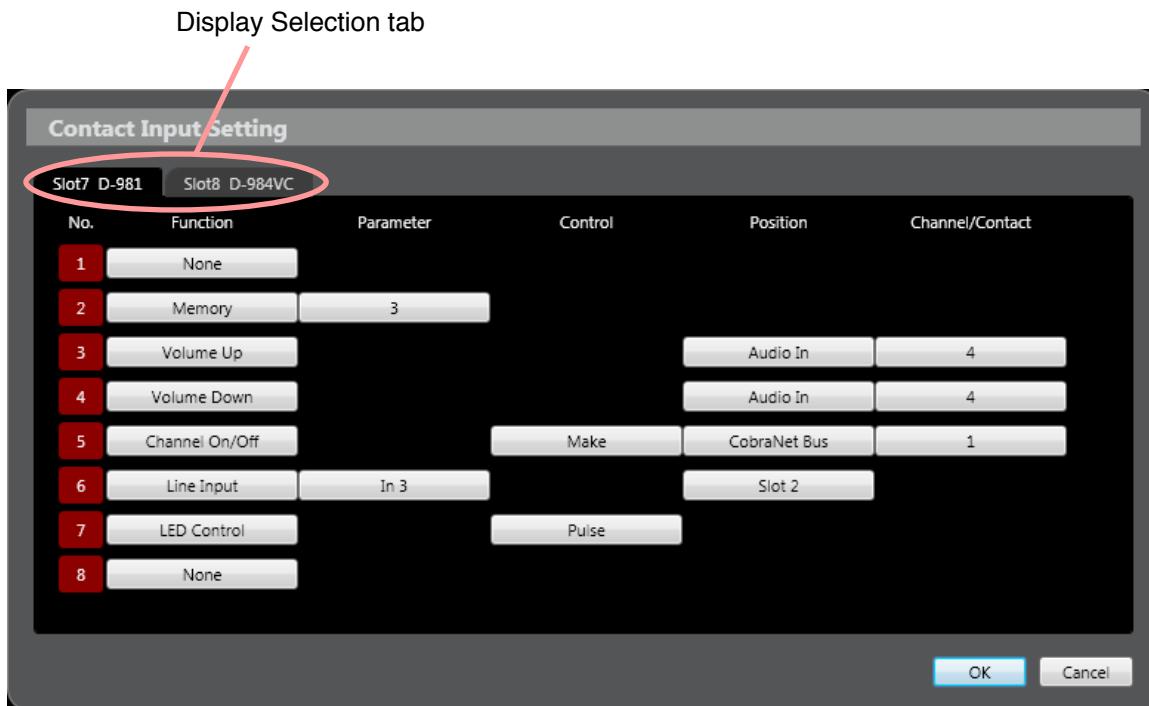 Display Selection tab
Contact Input Setting
Slot7 D-981 Slot8 D-984VC
No. Function Parameter Control Position Channel/Contact
1 None
2 Memory 3
3 Volume Up Audio In 4
4 Volume Down Audio In 4
5 Channel On/Off Make CobraNet Bus 1
6 Line Input In 3 Slot 2
7 LED Control Pulse
8 None
OK Cancel